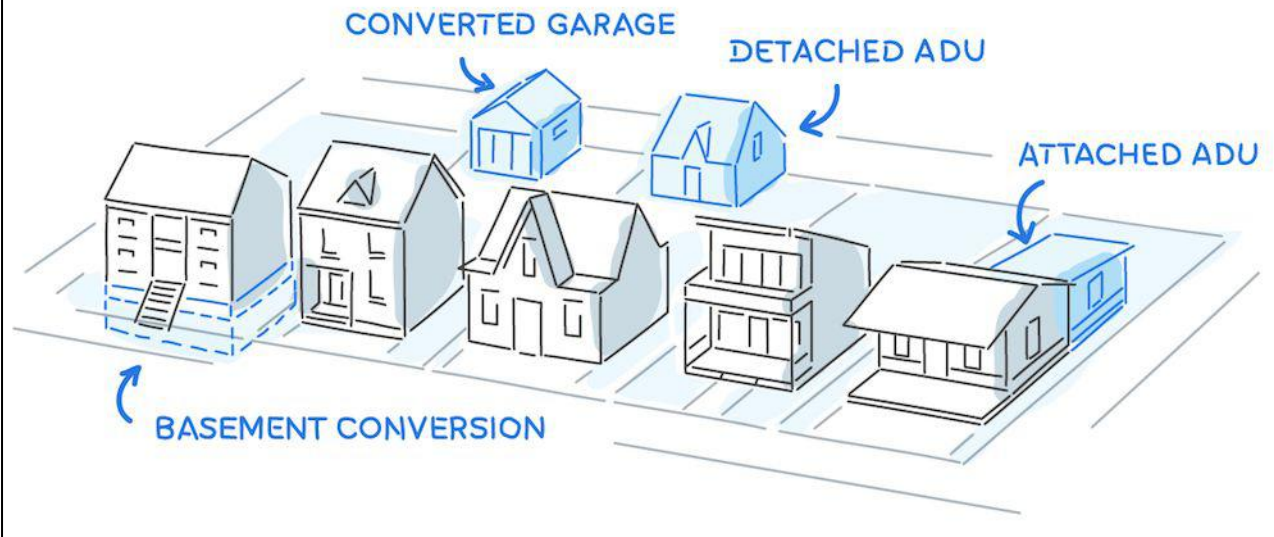 CONVERTED GARAGE
DETACHED ADU
ATTACHED ADU
BASEMENT CONVERSION